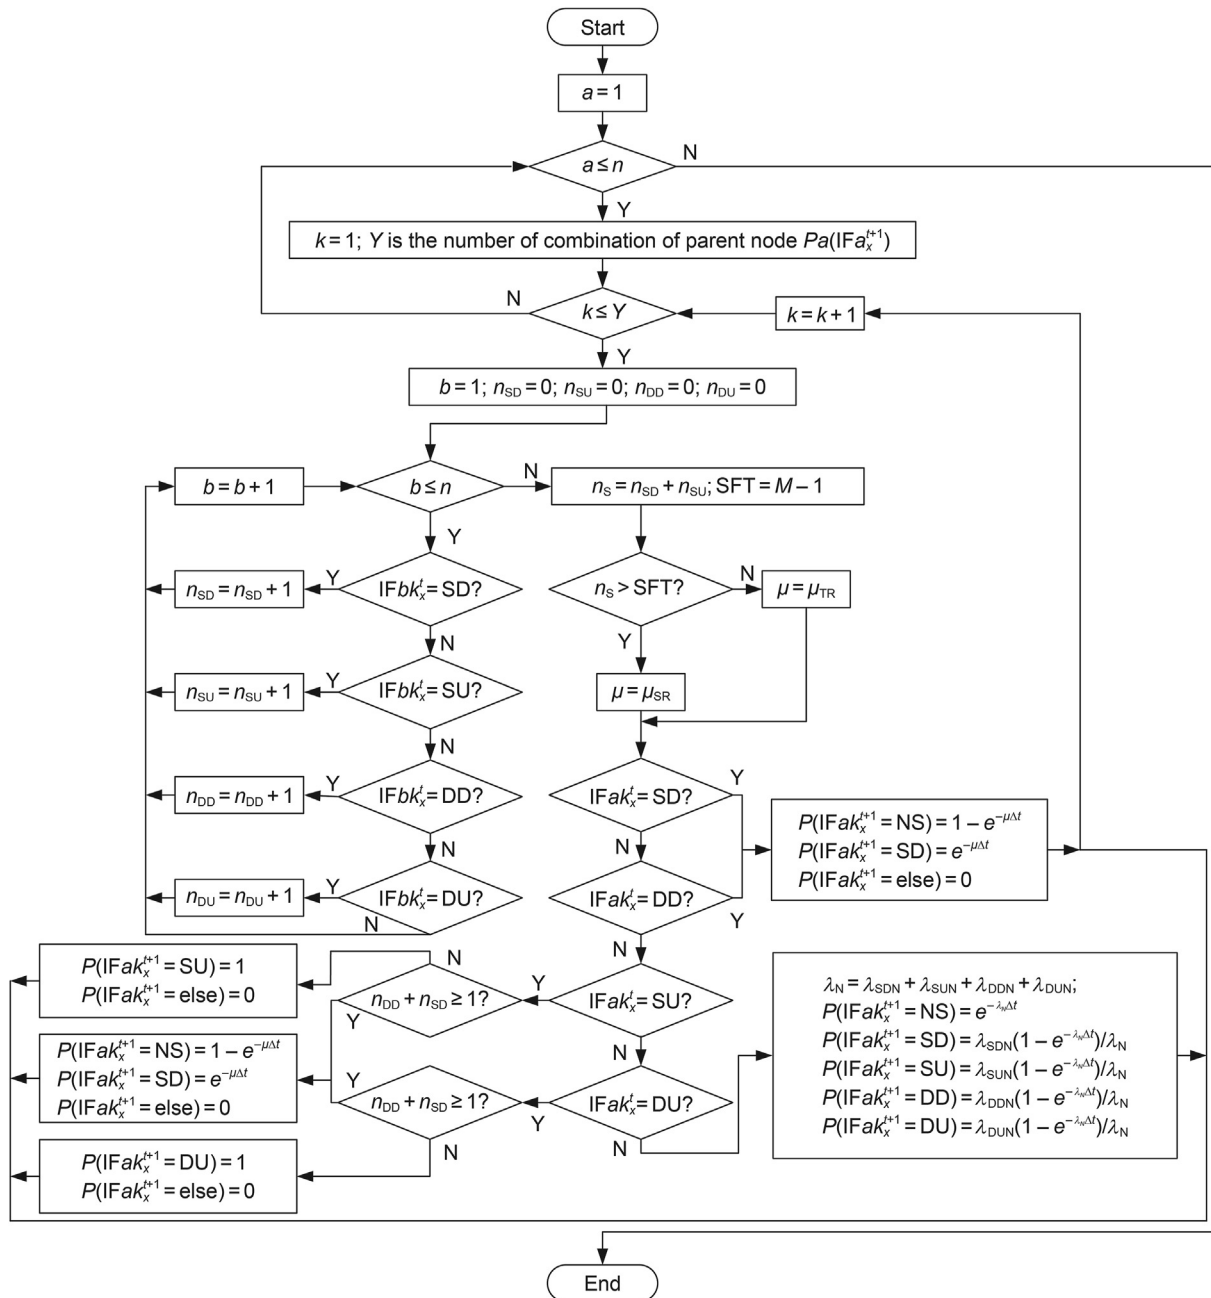 Start
a = 1
a ≤ n
N
Y
k = 1; Y is the number of combination of parent node Pa(IFa_x^{t+1})
N
k ≤ Y
k = k + 1
Y
b = 1; n_SD = 0; n_SU = 0; n_DD = 0; n_DU = 0
b = b + 1
b ≤ n
N
n_S = n_SD + n_SU; SFT = M – 1
Y
n_SD = n_SD + 1
Y
IFbk_x^t = SD?
n_S > SFT?
N
μ = μ_TR
N
Y
n_SU = n_SU + 1
Y
IFbk_x^t = SU?
μ = μ_SR
N
n_DD = n_DD + 1
Y
IFbk_x^t = DD?
IFak_x^t = SD?
Y
N
N
P(IFak_x^{t+1} = NS) = 1 – e^{–μΔt}
P(IFak_x^{t+1} = SD) = e^{–μΔt}
P(IFak_x^{t+1} = else) = 0
n_DU = n_DU + 1
Y
IFbk_x^t = DU?
IFak_x^t = DD?
Y
N
N
P(IFak_x^{t+1} = SU) = 1
P(IFak_x^{t+1} = else) = 0
N
n_DD + n_SD ≥ 1?
Y
Y
IFak_x^t = SU?
N
λ_N = λ_SDN + λ_SUN + λ_DDN + λ_DUN;
P(IFak_x^{t+1} = NS) = e^{–λ_NΔt}
P(IFak_x^{t+1} = SD) = λ_SDN(1 – e^{–λ_NΔt})/λ_N
P(IFak_x^{t+1} = SU) = λ_SUN(1 – e^{–λ_NΔt})/λ_N
P(IFak_x^{t+1} = DD) = λ_DDN(1 – e^{–λ_NΔt})/λ_N
P(IFak_x^{t+1} = DU) = λ_DUN(1 – e^{–λ_NΔt})/λ_N
P(IFak_x^{t+1} = NS) = 1 – e^{–μΔt}
P(IFak_x^{t+1} = SD) = e^{–μΔt}
P(IFak_x^{t+1} = else) = 0
Y
n_DD + n_SD ≥ 1?
Y
IFak_x^t = DU?
N
N
P(IFak_x^{t+1} = DU) = 1
P(IFak_x^{t+1} = else) = 0
End